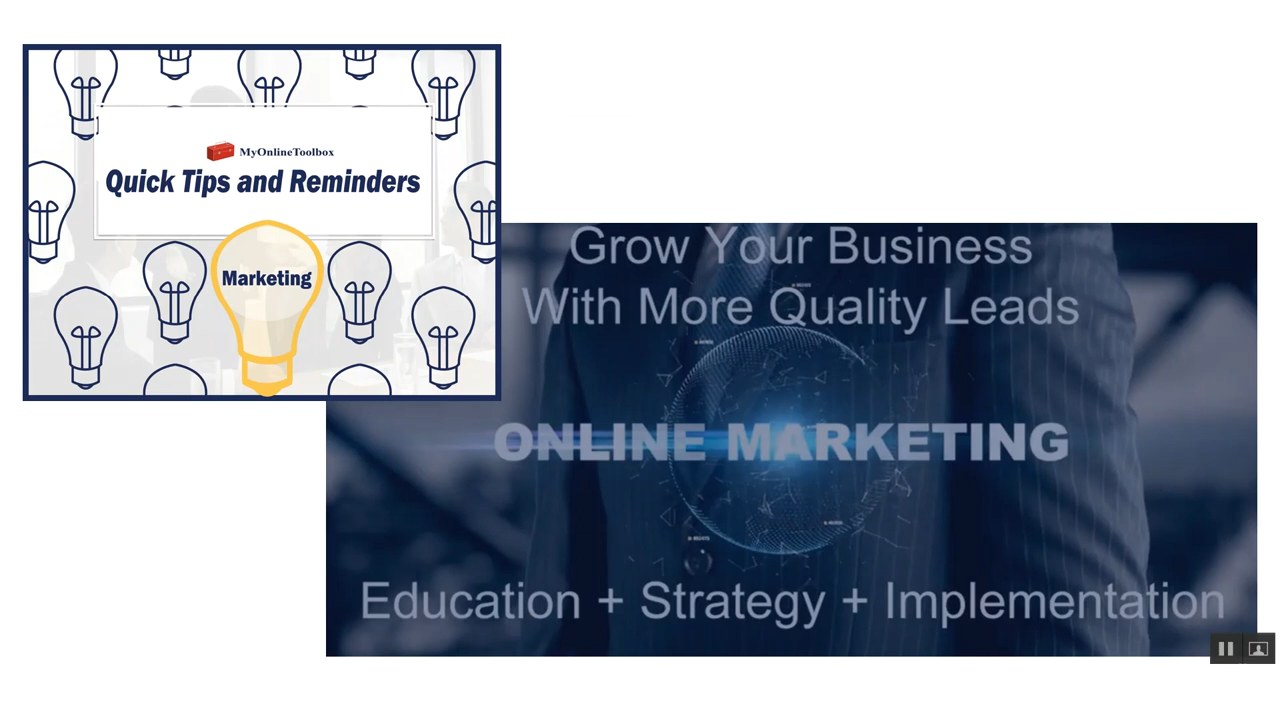 MyOnlineToolbox
Quick Tips and Reminders
Marketing
Grow Your Business
With More Quality Leads
ONLINE MARKETING
Education + Strategy + Implementation